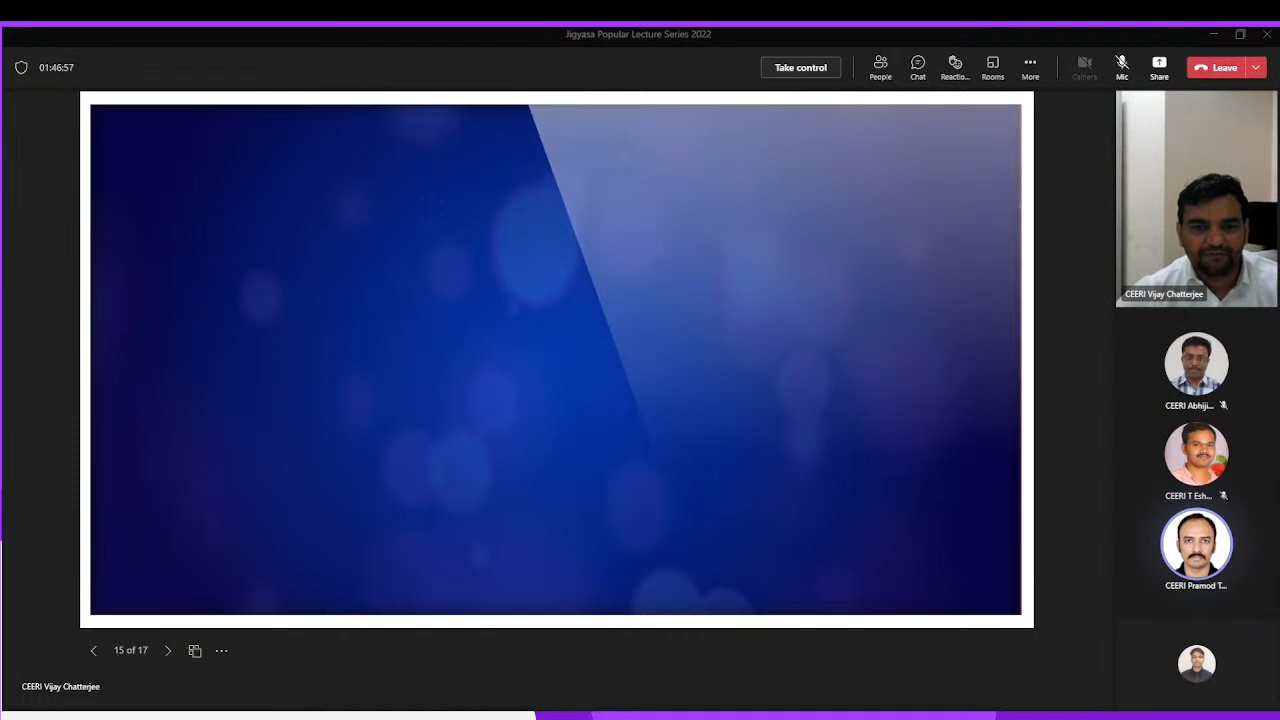 Jigyasa Popular Lecture Series 2022
01:46:57
Take control
People
Chat
Reactio...
Rooms
More
Camera
Mic
Share
Leave
CEERI Vijay Chatterjee
CEERI Abhiji...
CEERI T Esh...
CEERI Pramod T...
15 of 17
...
CEERI Vijay Chatterjee